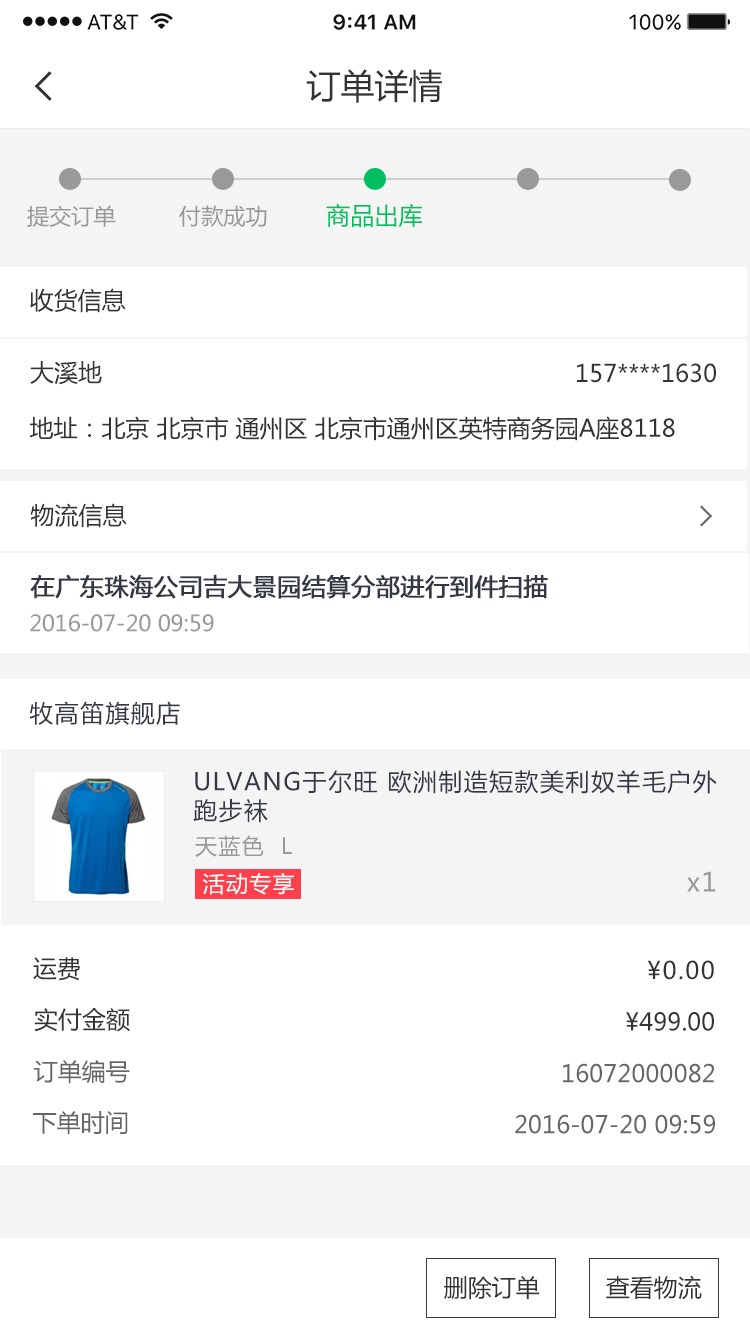 AT&T 9:41 AM 100%
订单详情
提交订单 付款成功 商品出库
收货信息
大溪地 157****1630
地址：北京 北京市 通州区 北京市通州区英特商务园A座8118
物流信息
在广东珠海公司吉大景园结算分部进行到件扫描
2016-07-20 09:59
牧高笛旗舰店
ULVANG于尔旺 欧洲制造短款美利奴羊毛户外
跑步袜
天蓝色 L
活动专享 x1
运费 ¥0.00
实付金额 ¥499.00
订单编号 16072000082
下单时间 2016-07-20 09:59
删除订单 查看物流